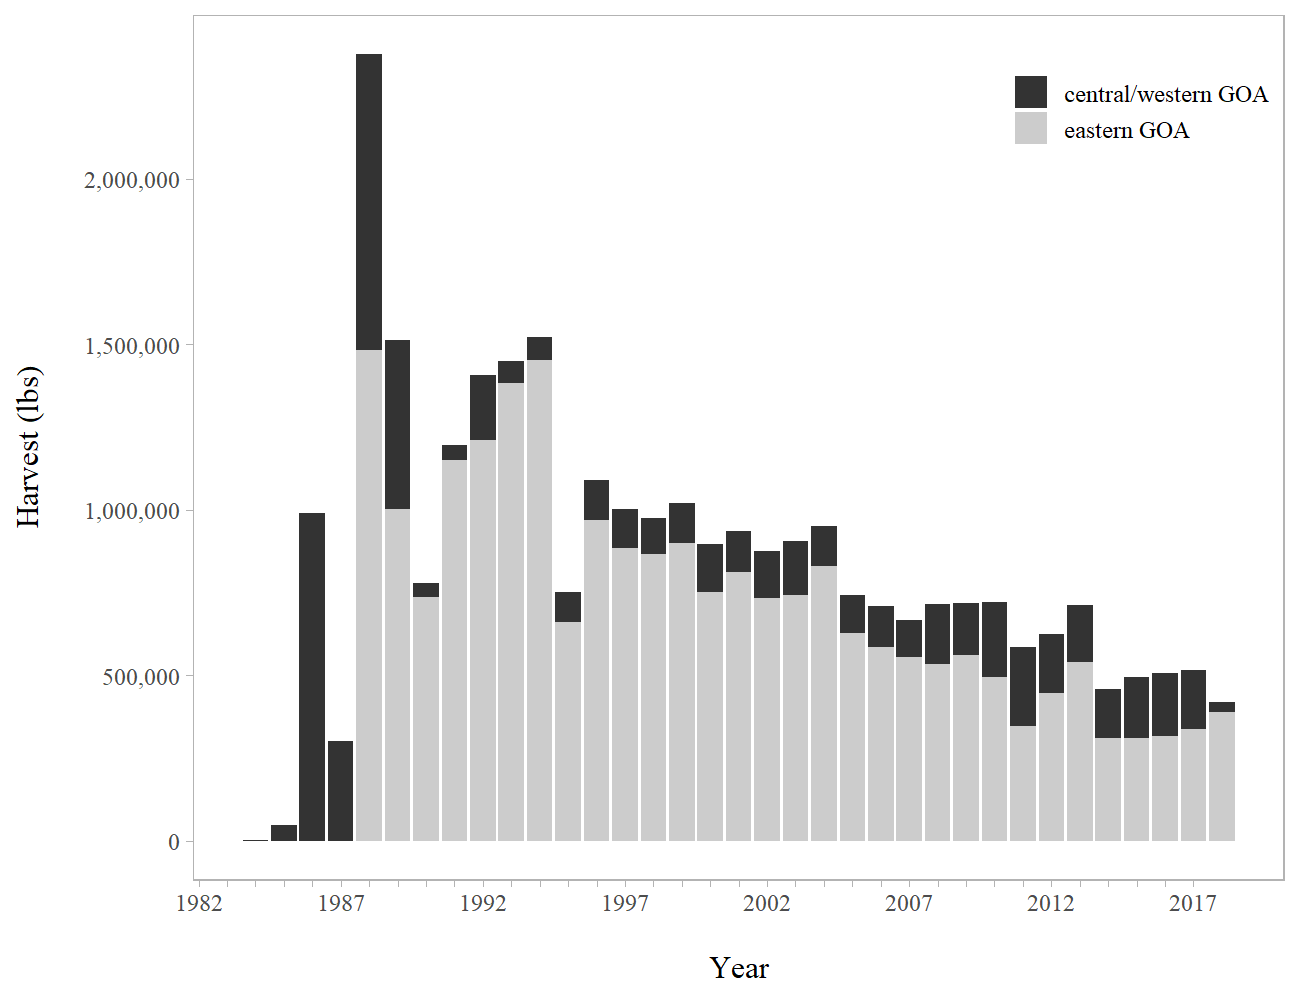 central/western GOA
eastern GOA
2,000,000
1,500,000
1,000,000
500,000
0
Harvest (lbs)
1982 1987 1992 1997 2002 2007 2012 2017
Year